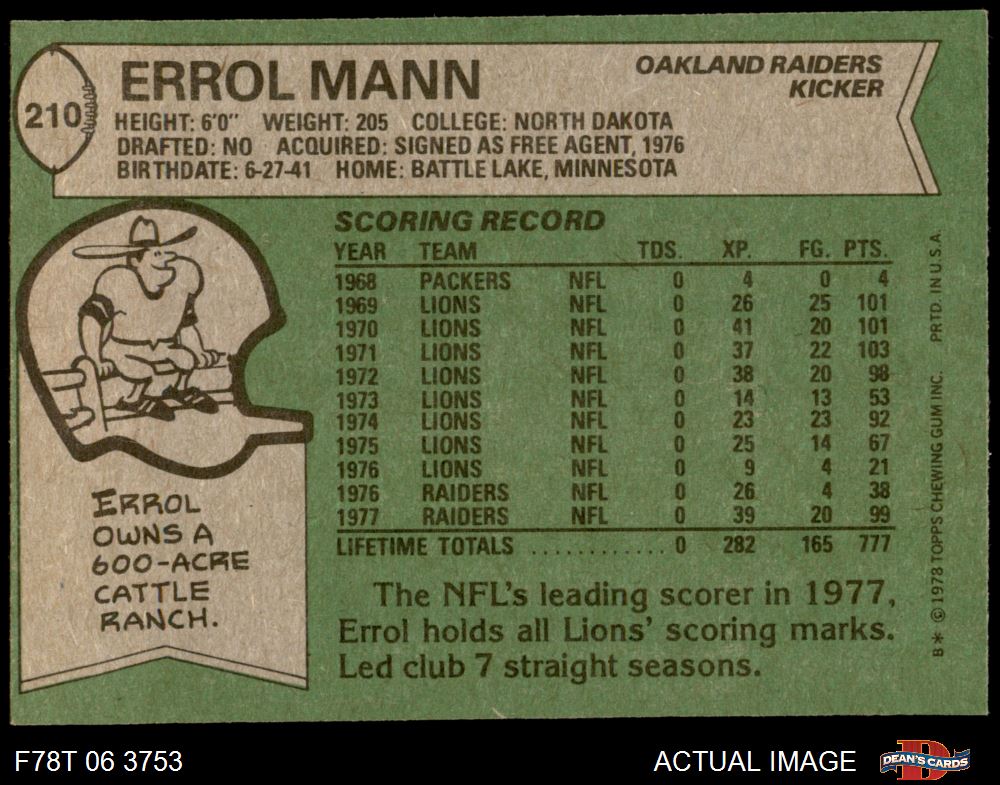 210
ERROL MANN
OAKLAND RAIDERS
KICKER
HEIGHT: 6'0" WEIGHT: 205 COLLEGE: NORTH DAKOTA
DRAFTED: NO ACQUIRED: SIGNED AS FREE AGENT, 1976
BIRTHDATE: 6-27-41 HOME: BATTLE LAKE, MINNESOTA
SCORING RECORD
YEAR TEAM TDS. XP. FG. PTS.
1968 PACKERS NFL 0 4 0 4
1969 LIONS NFL 0 26 25 101
1970 LIONS NFL 0 41 20 101
1971 LIONS NFL 0 37 22 103
1972 LIONS NFL 0 38 20 98
1973 LIONS NFL 0 14 13 53
1974 LIONS NFL 0 23 23 92
1975 LIONS NFL 0 25 14 67
1976 LIONS NFL 0 9 4 21
1976 RAIDERS NFL 0 26 4 38
1977 RAIDERS NFL 0 39 20 99
LIFETIME TOTALS ............ 0 282 165 777
ERROL
OWNS A
600-ACRE
CATTLE
RANCH.
The NFL's leading scorer in 1977,
Errol holds all Lions' scoring marks.
Led club 7 straight seasons.
B* © 1978 TOPPS CHEWING GUM INC. PRTD. IN U.S.A.
F78T 06 3753
ACTUAL IMAGE
D
DEAN'S CARDS